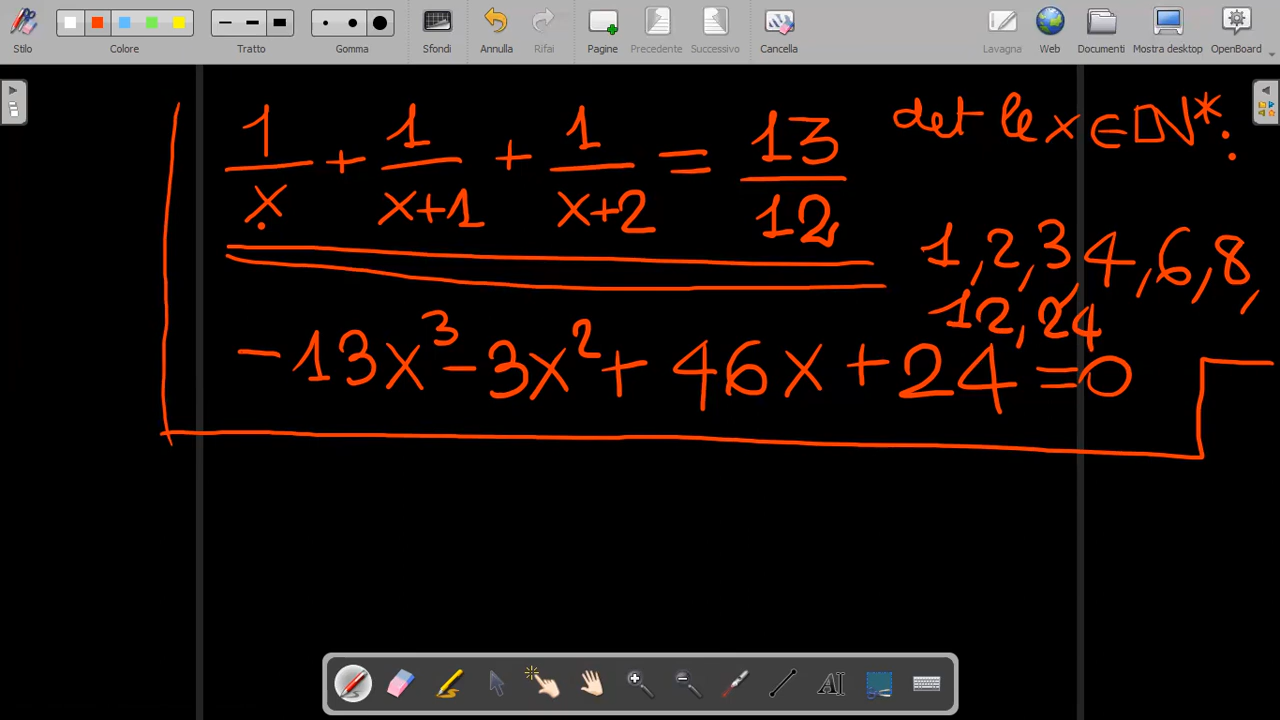 Stilo Colore Tratto Gomma Sfondi Annulla Rifai Pagine Precedente Successivo Cancella Lavagna Web Documenti Mostra desktop OpenBoard
1/x + 1/(x+1) + 1/(x+2) = 13/12
det le x ∈ ℕ*.
1, 2, 3, 4, 6, 8,
12, 24
-13x³ - 3x² + 46x + 24 = 0
AI